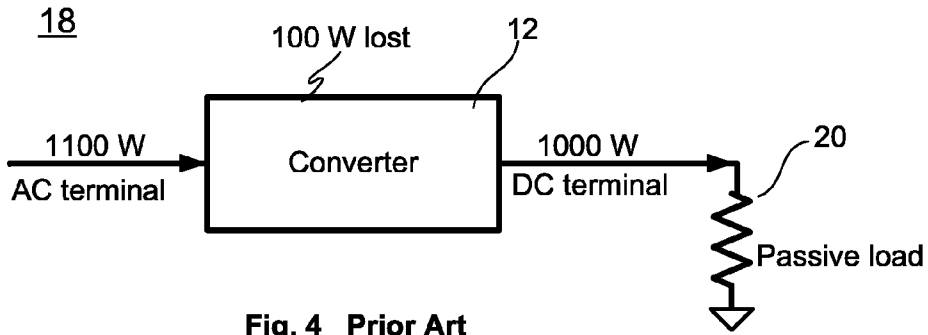 18
100 W lost
12
1100 W
AC terminal
Converter
1000 W
DC terminal
20
Passive load
Fig. 4 Prior Art